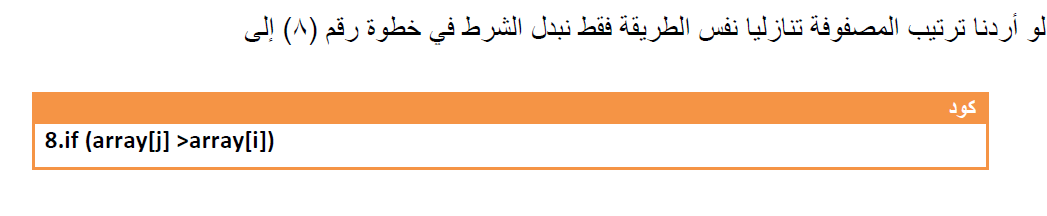 لو أردنا ترتيب المصفوفة تنازليا نفس الطريقة فقط نبدل الشرط في خطوة رقم (٨) إلى
كود
8.if (array[j] >array[i])